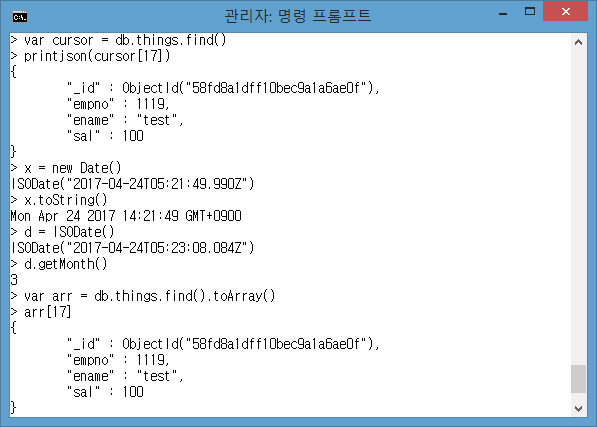 관리자: 명령 프롬프트
> var cursor = db.things.find()
> printjson(cursor[17])
{
        "_id" : ObjectId("58fd8a1dff10bec9a1a6ae0f"),
        "empno" : 1119,
        "ename" : "test",
        "sal" : 100
}
> x = new Date()
ISODate("2017-04-24T05:21:49.990Z")
> x.toString()
Mon Apr 24 2017 14:21:49 GMT+0900
> d = ISODate()
ISODate("2017-04-24T05:23:08.084Z")
> d.getMonth()
3
> var arr = db.things.find().toArray()
> arr[17]
{
        "_id" : ObjectId("58fd8a1dff10bec9a1a6ae0f"),
        "empno" : 1119,
        "ename" : "test",
        "sal" : 100
}